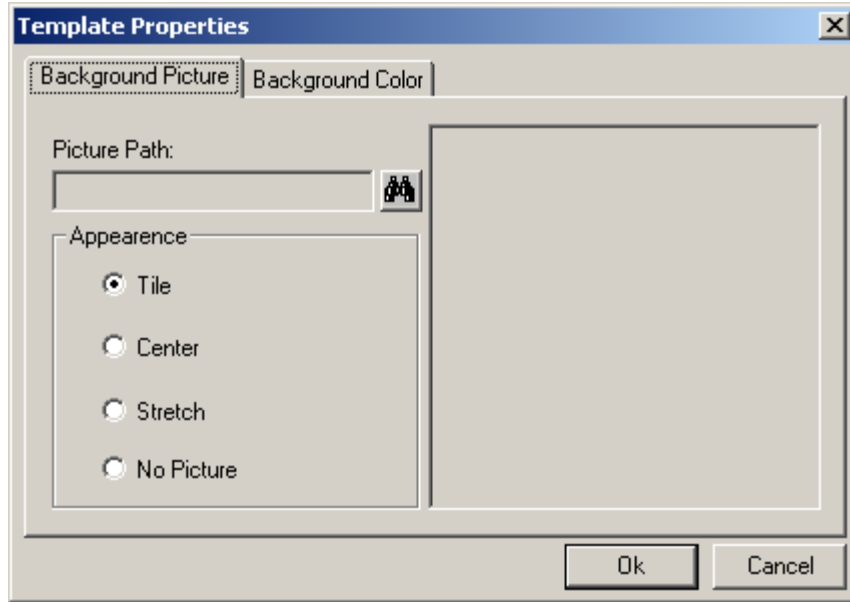 Template Properties
Background Picture
Background Color
Picture Path:
Appearence
Tile
Center
Stretch
No Picture
Ok
Cancel